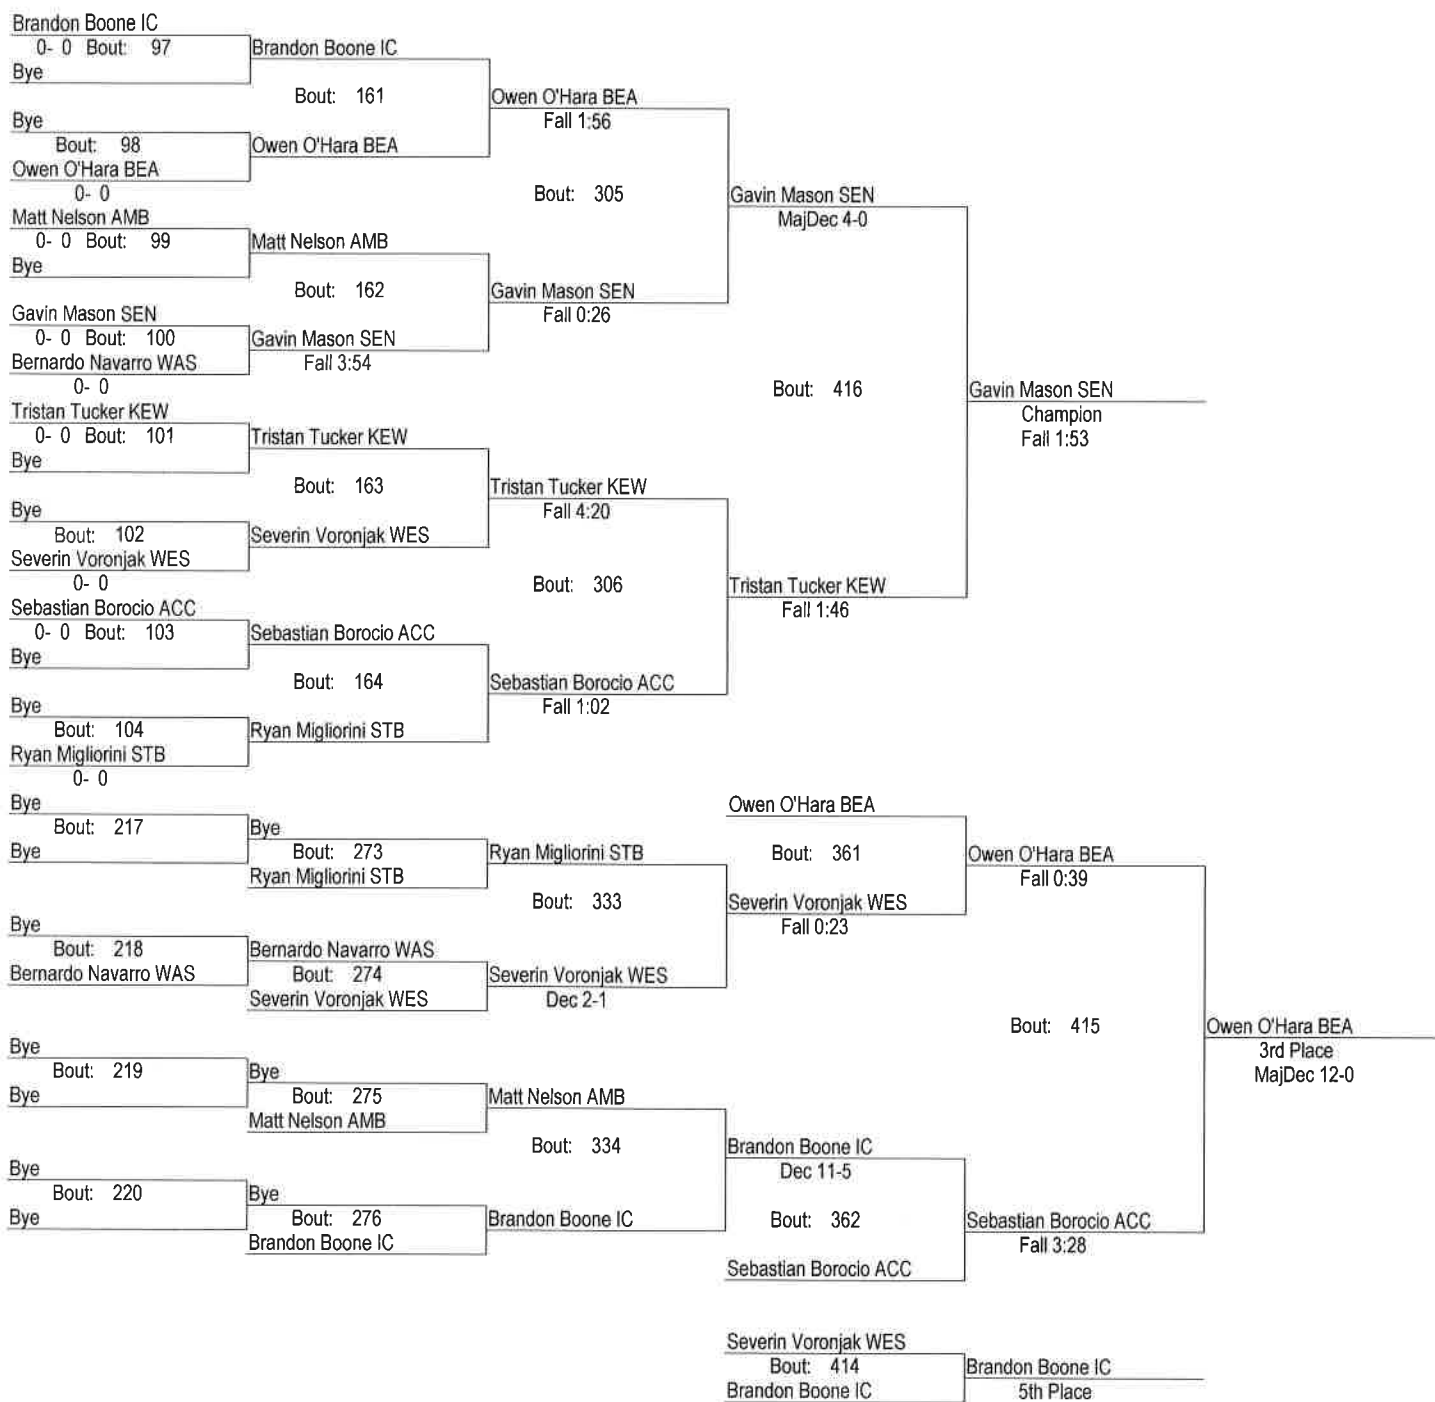 Brandon Boone IC
0- 0 Bout: 97
Brandon Boone IC
Bye
Bout: 161
Owen O'Hara BEA
Fall 1:56
Bye
Bout: 98
Owen O'Hara BEA
Owen O'Hara BEA
0- 0
Bout: 305
Gavin Mason SEN
MajDec 4-0
Matt Nelson AMB
0- 0 Bout: 99
Matt Nelson AMB
Bye
Bout: 162
Gavin Mason SEN
Fall 0:26
Gavin Mason SEN
0- 0 Bout: 100
Gavin Mason SEN
Bernardo Navarro WAS
Fall 3:54
0- 0
Bout: 416
Gavin Mason SEN
Champion
Fall 1:53
Tristan Tucker KEW
0- 0 Bout: 101
Tristan Tucker KEW
Bye
Bout: 163
Tristan Tucker KEW
Fall 4:20
Bye
Bout: 102
Severin Voronjak WES
Severin Voronjak WES
0- 0
Bout: 306
Tristan Tucker KEW
Fall 1:46
Sebastian Borocio ACC
0- 0 Bout: 103
Sebastian Borocio ACC
Bye
Bout: 164
Sebastian Borocio ACC
Fall 1:02
Bye
Bout: 104
Ryan Migliorini STB
Ryan Migliorini STB
0- 0
Bye
Bout: 217
Bye
Bye
Bout: 273
Ryan Migliorini STB
Ryan Migliorini STB
Owen O'Hara BEA
Bout: 361
Owen O'Hara BEA
Fall 0:39
Bout: 333
Severin Voronjak WES
Fall 0:23
Bye
Bout: 218
Bernardo Navarro WAS
Bernardo Navarro WAS
Bout: 274
Severin Voronjak WES
Severin Voronjak WES
Dec 2-1
Bout: 415
Owen O'Hara BEA
3rd Place
MajDec 12-0
Bye
Bout: 219
Bye
Bye
Bout: 275
Matt Nelson AMB
Matt Nelson AMB
Bout: 334
Brandon Boone IC
Dec 11-5
Bye
Bout: 220
Bye
Bye
Bout: 276
Brandon Boone IC
Brandon Boone IC
Bout: 362
Sebastian Borocio ACC
Fall 3:28
Sebastian Borocio ACC
Severin Voronjak WES
Bout: 414
Brandon Boone IC
Brandon Boone IC
5th Place